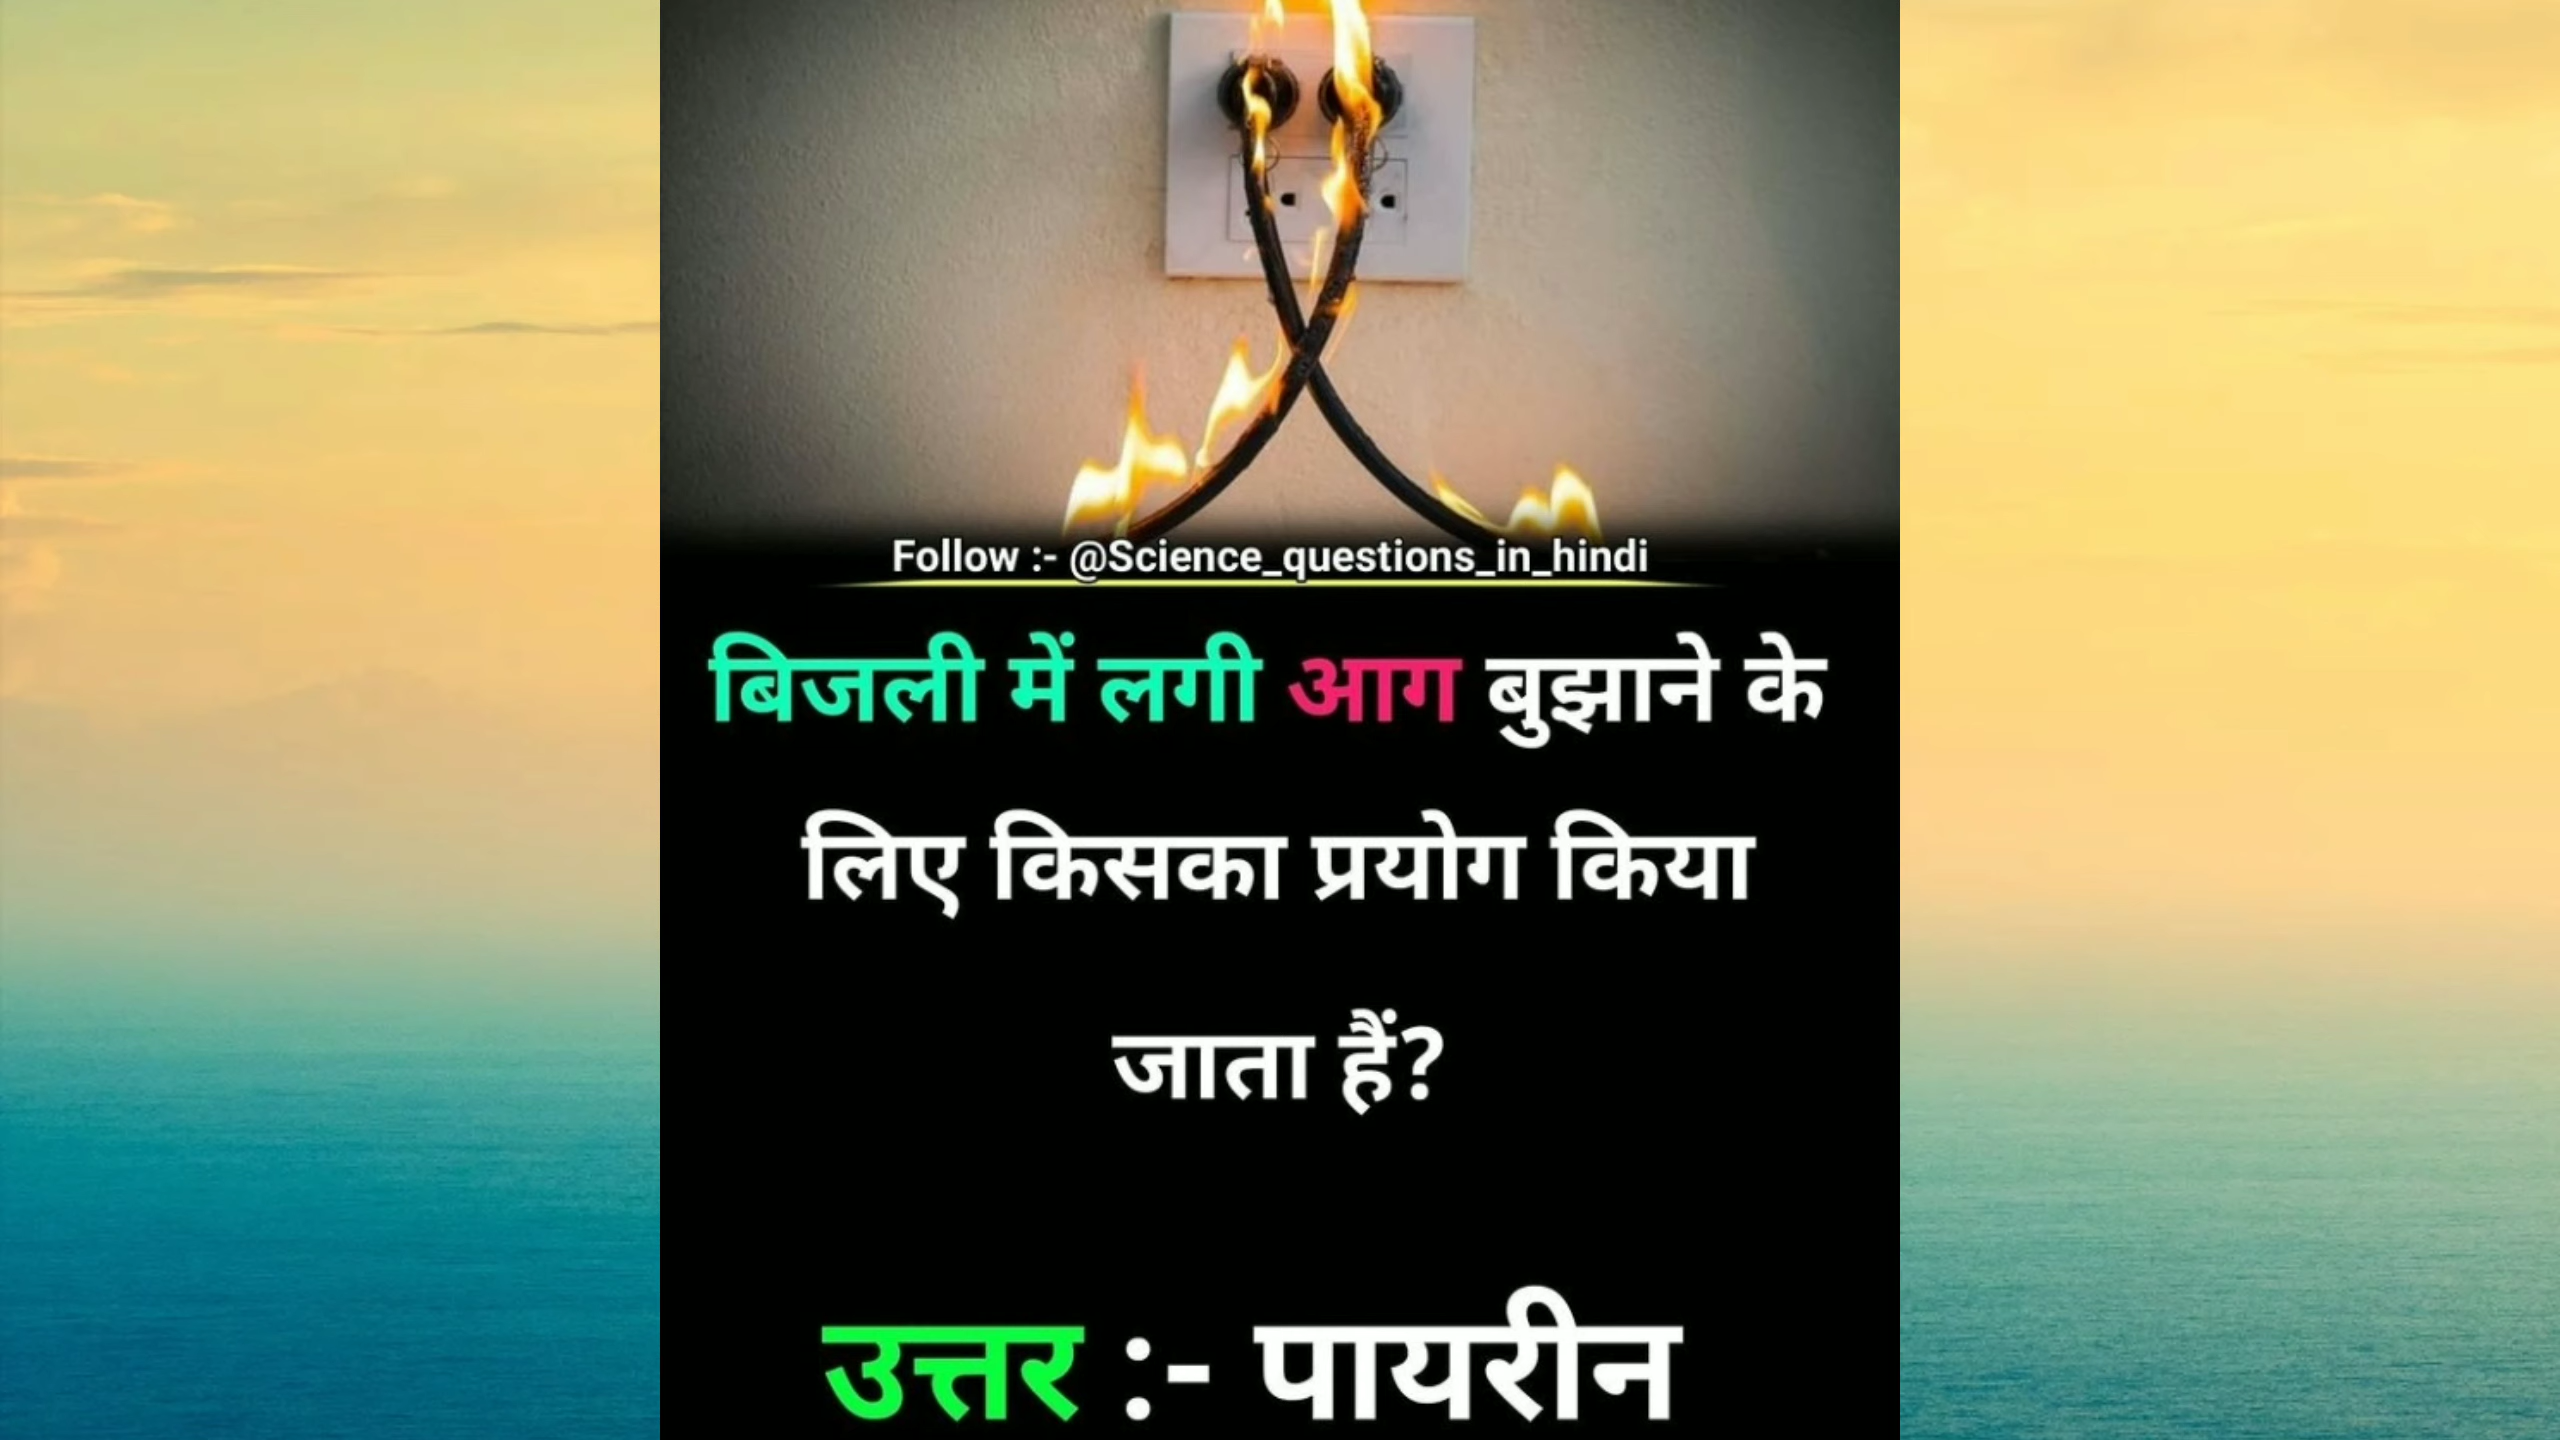 Follow :- @Science_questions_in_hindi
बिजली में लगी आग बुझाने के
लिए किसका प्रयोग किया
जाता हैं?
उत्तर :- पायरीन